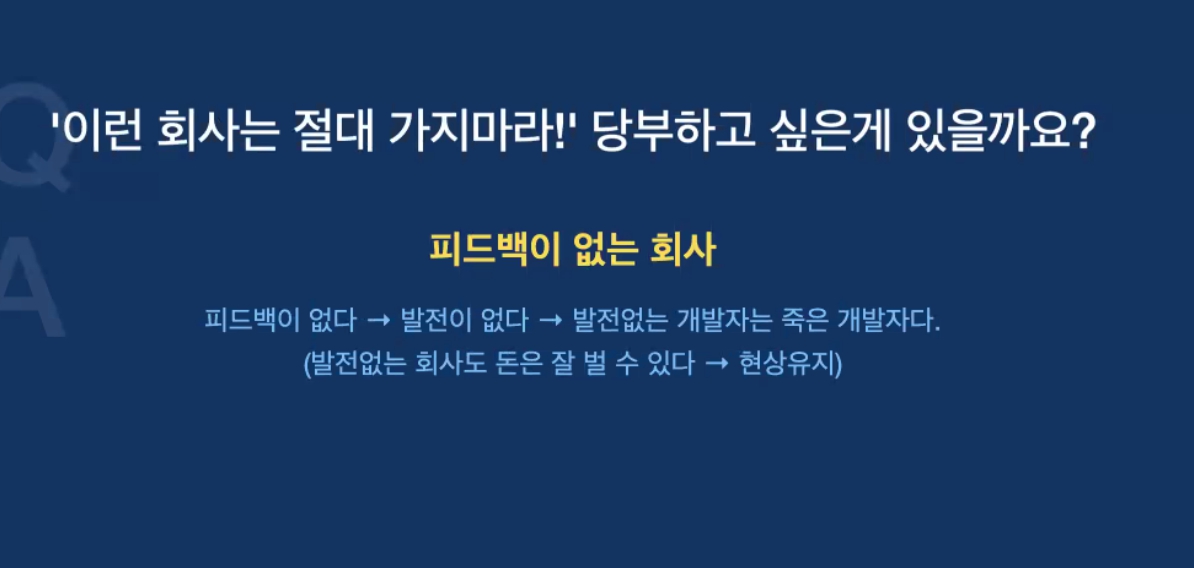 Q
'이런 회사는 절대 가지마라!' 당부하고 싶은게 있을까요?
A
피드백이 없는 회사
피드백이 없다 → 발전이 없다 → 발전없는 개발자는 죽은 개발자다.
(발전없는 회사도 돈은 잘 벌 수 있다 → 현상유지)